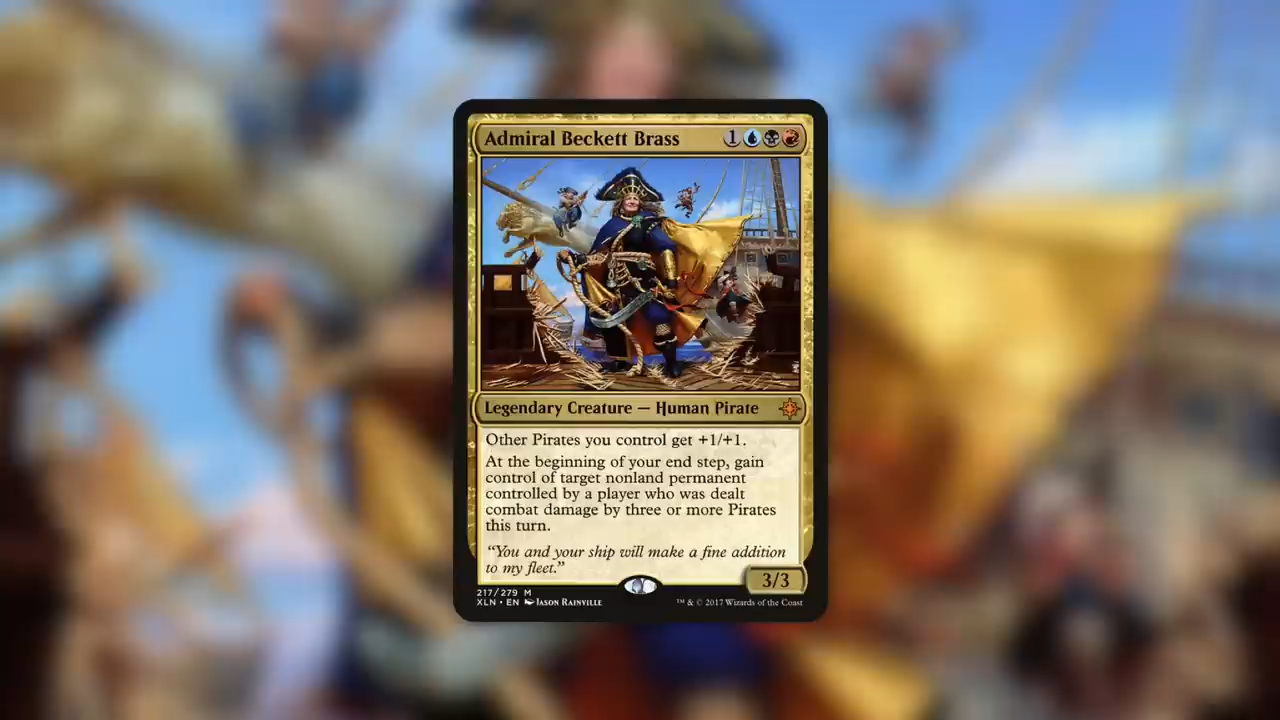 Admiral Beckett Brass 1
Legendary Creature — Human Pirate
Other Pirates you control get +1/+1.
At the beginning of your end step, gain
control of target nonland permanent
controlled by a player who was dealt
combat damage by three or more Pirates
this turn.
“You and your ship will make a fine addition
to my fleet.”
3/3
217/279 M
XLN • EN Jason Rainville
™ & © 2017 Wizards of the Coast